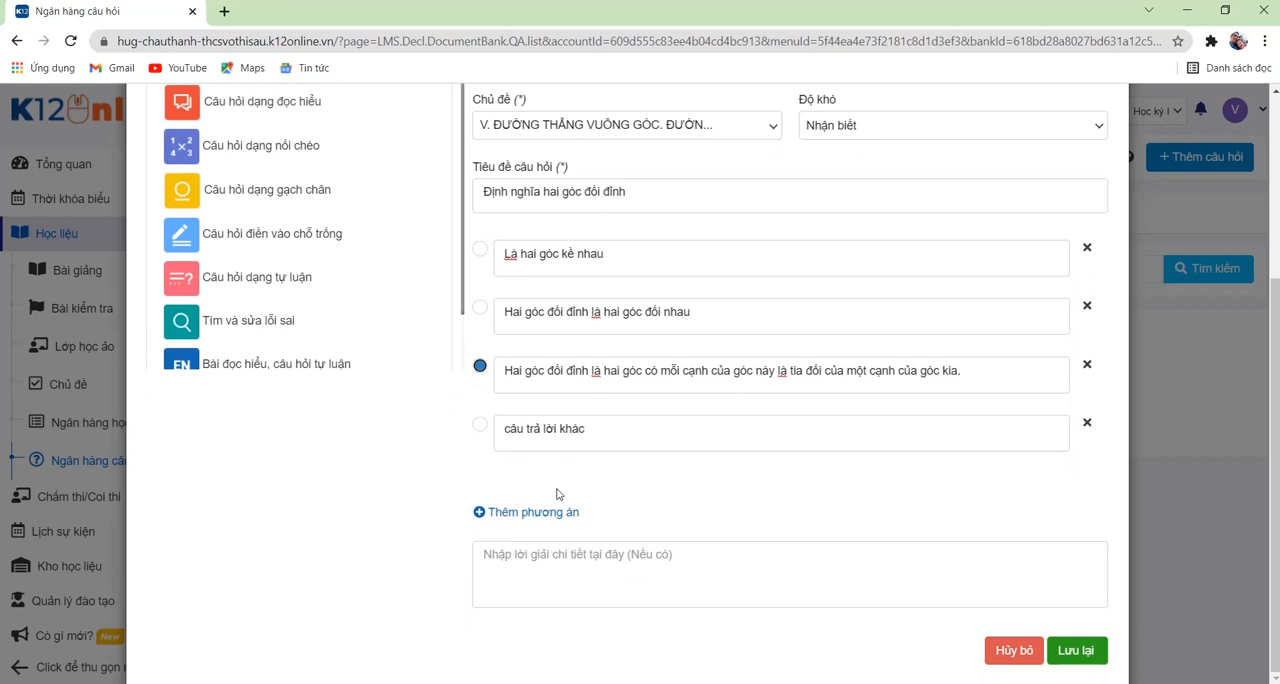 Ngân hàng câu hỏi
hug-chauthanh-thcsvothisau.k12online.vn/?page=LMS.Decl.DocumentBank.QA.list&accountId=609d555c83ee4b04cd4bc913&menuId=5f44ea4e73f2181c8d1d3ef3&bankId=618bd28a8027bd631a12c5...
Ứng dụng Gmail YouTube Maps Tin tức Danh sách đọc
K12 Onl
Học kỳ I
V
Tổng quan
Thời khóa biểu
Học liệu
Bài giảng
Bài kiểm tra
Lớp học ảo
Chủ đề
Ngân hàng họ
Ngân hàng câ
Chấm thi/Coi thi
Lịch sự kiện
Kho học liệu
Quản lý đào tạo
Có gì mới? New
Click để thu gọn
Câu hỏi dạng đọc hiểu
Câu hỏi dạng nối chéo
Câu hỏi dạng gạch chân
Câu hỏi điền vào chỗ trống
Câu hỏi dạng tự luận
Tìm và sửa lỗi sai
EN Bài đọc hiểu, câu hỏi tự luận
Chủ đề (*) Độ khó
V. ĐƯỜNG THẲNG VUÔNG GÓC. ĐƯỜN... Nhận biết
Tiêu đề câu hỏi (*)
Định nghĩa hai góc đối đỉnh
Là hai góc kề nhau
Hai góc đối đỉnh là hai góc đối nhau
Hai góc đối đỉnh là hai góc có mỗi cạnh của góc này là tia đối của một cạnh của góc kia.
câu trả lời khác
Thêm phương án
Nhập lời giải chi tiết tại đây (Nếu có)
Hủy bỏ Lưu lại
+ Thêm câu hỏi
Tìm kiếm